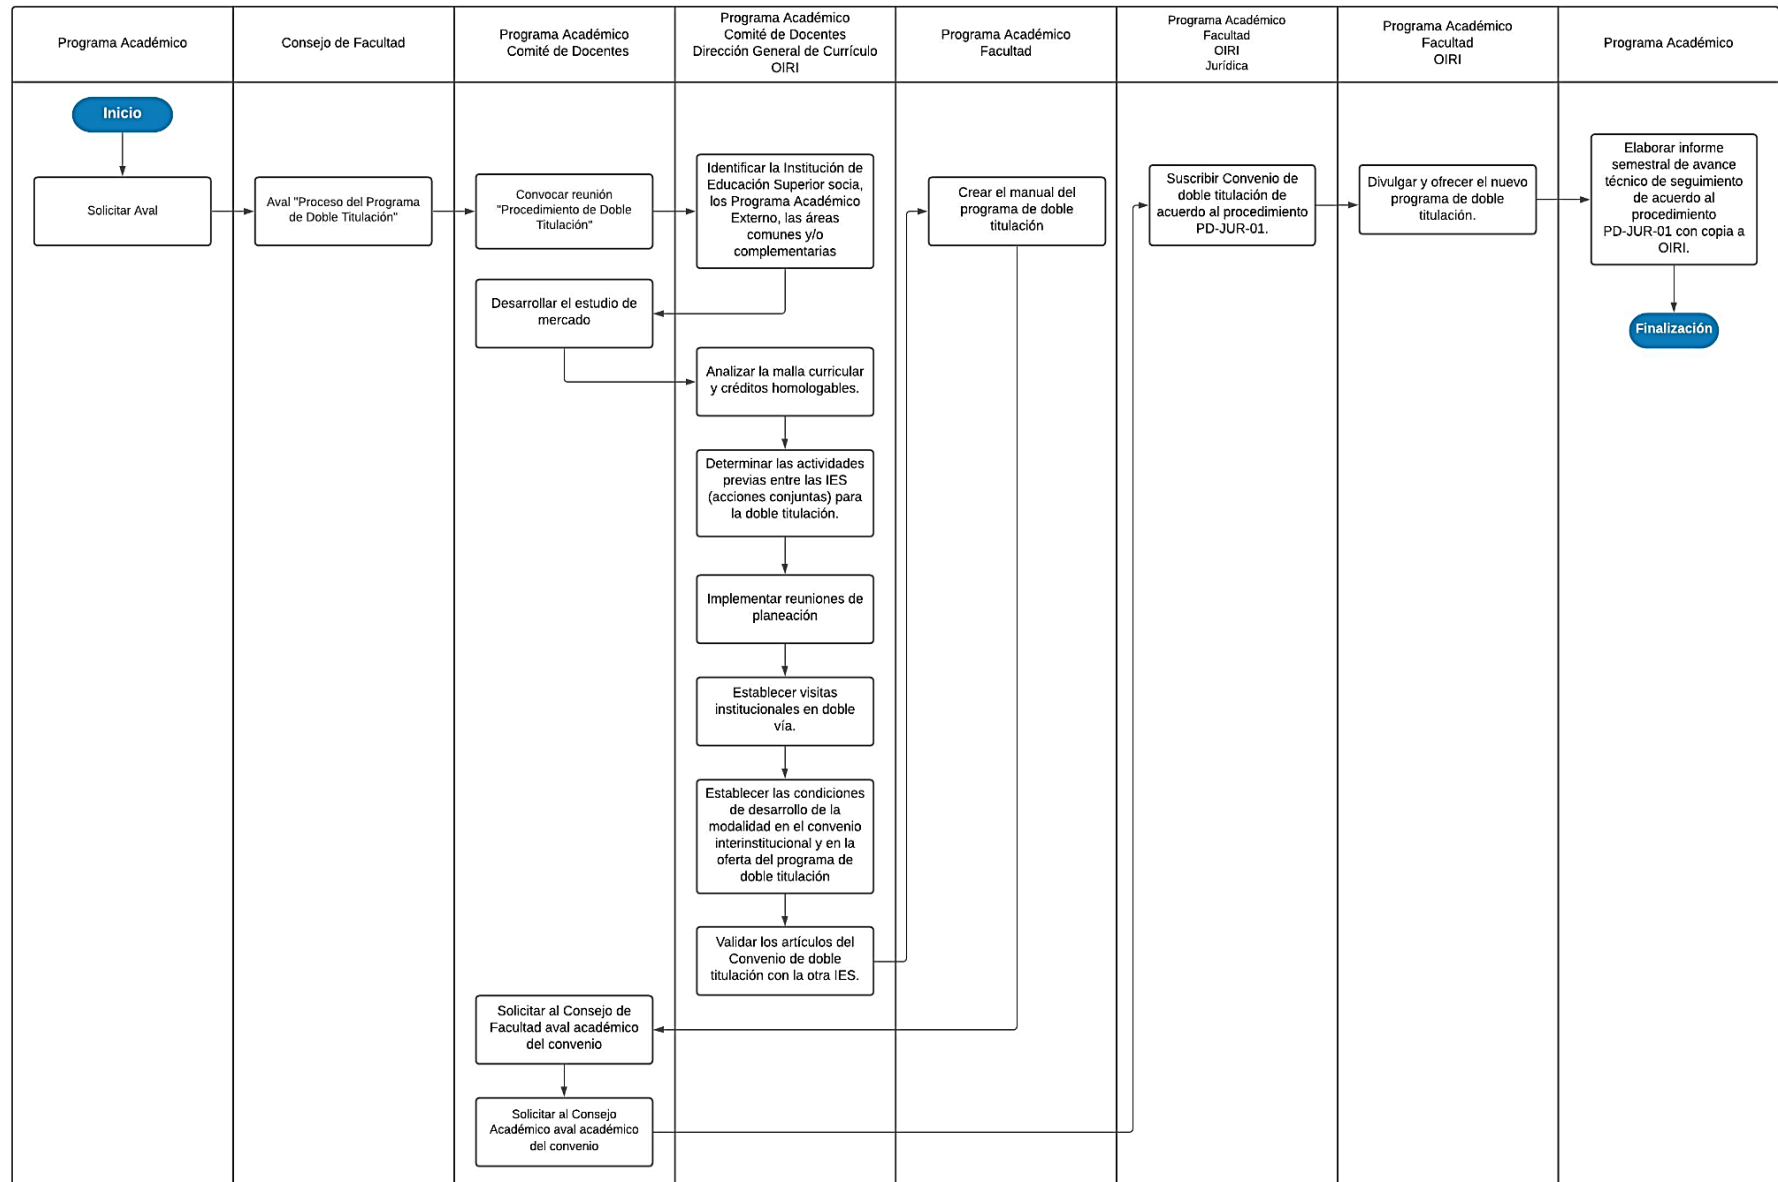 Programa Académico
Consejo de Facultad
Programa Académico
Comité de Docentes
Programa Académico
Comité de Docentes
Dirección General de Currículo
OIRI
Programa Académico
Facultad
Programa Académico
Facultad
OIRI
Jurídica
Programa Académico
Facultad
OIRI
Programa Académico
Inicio
Solicitar Aval
Aval "Proceso del Programa
de Doble Titulación"
Convocar reunión
"Procedimiento de Doble
Titulación"
Identificar la Institución de
Educación Superior socia,
los Programa Académico
Externo, las áreas
comunes y/o
complementarias
Desarrollar el estudio de
mercado
Analizar la malla curricular
y créditos homologables.
Determinar las actividades
previas entre las IES
(acciones conjuntas) para
la doble titulación.
Implementar reuniones de
planeación
Establecer visitas
institucionales en doble
vía.
Establecer las condiciones
de desarrollo de la
modalidad en el convenio
interinstitucional y en la
oferta del programa de
doble titulación
Validar los artículos del
Convenio de doble
titulación con la otra IES.
Crear el manual del
programa de doble
titulación
Solicitar al Consejo de
Facultad aval académico
del convenio
Solicitar al Consejo
Académico aval académico
del convenio
Suscribir Convenio de
doble titulación de
acuerdo al procedimiento
PD-JUR-01.
Divulgar y ofrecer el nuevo
programa de doble
titulación.
Elaborar informe
semestral de avance
técnico de seguimiento
de acuerdo al
procedimiento
PD-JUR-01 con copia a
OIRI.
Finalización